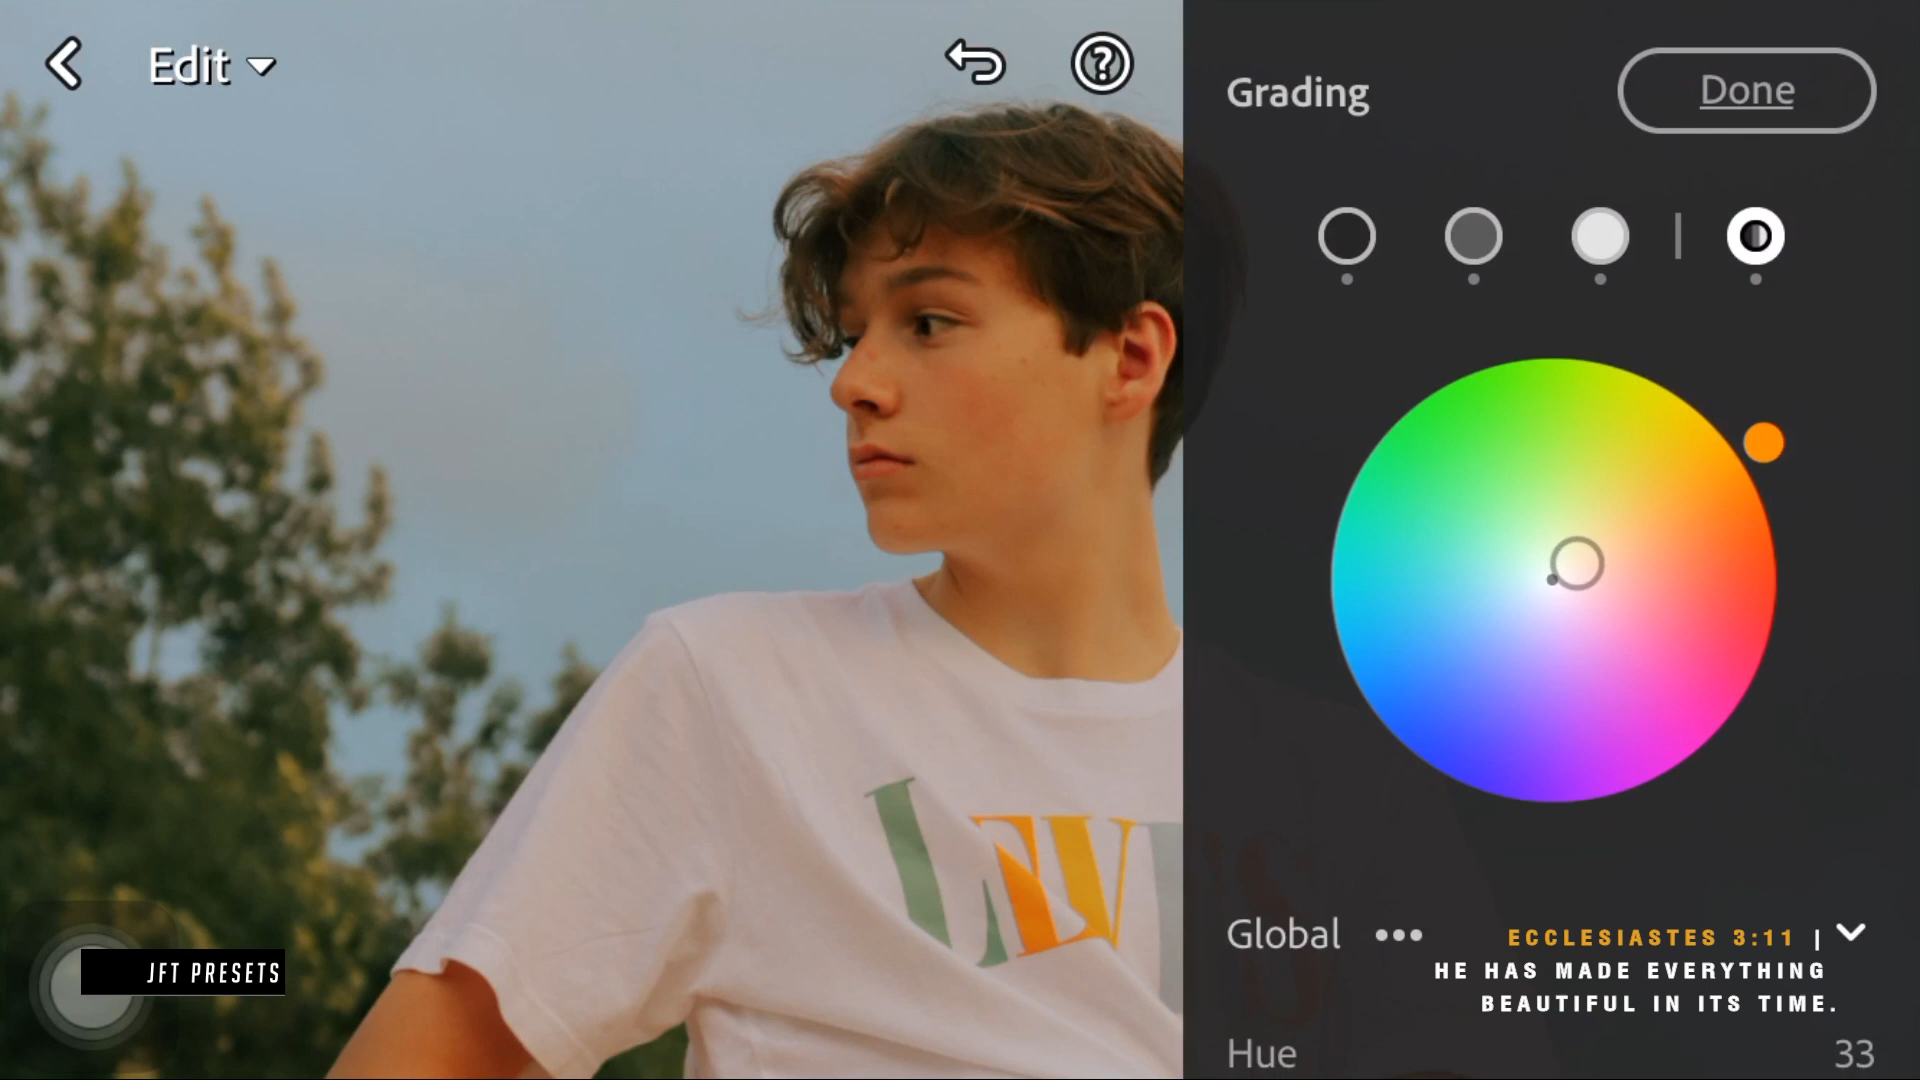 Edit
Grading
Done
LEV
Global
ECCLESIASTES 3:11 |
HE HAS MADE EVERYTHING
BEAUTIFUL IN ITS TIME.
JFT PRESETS
Hue 33